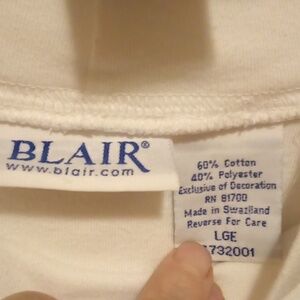 BLAIR®
www.blair.com
60% Cotton
40% Polyester
Exclusive of Decoration
RN 81700
Made in Swaziland
Reverse For Care
LGE
732001